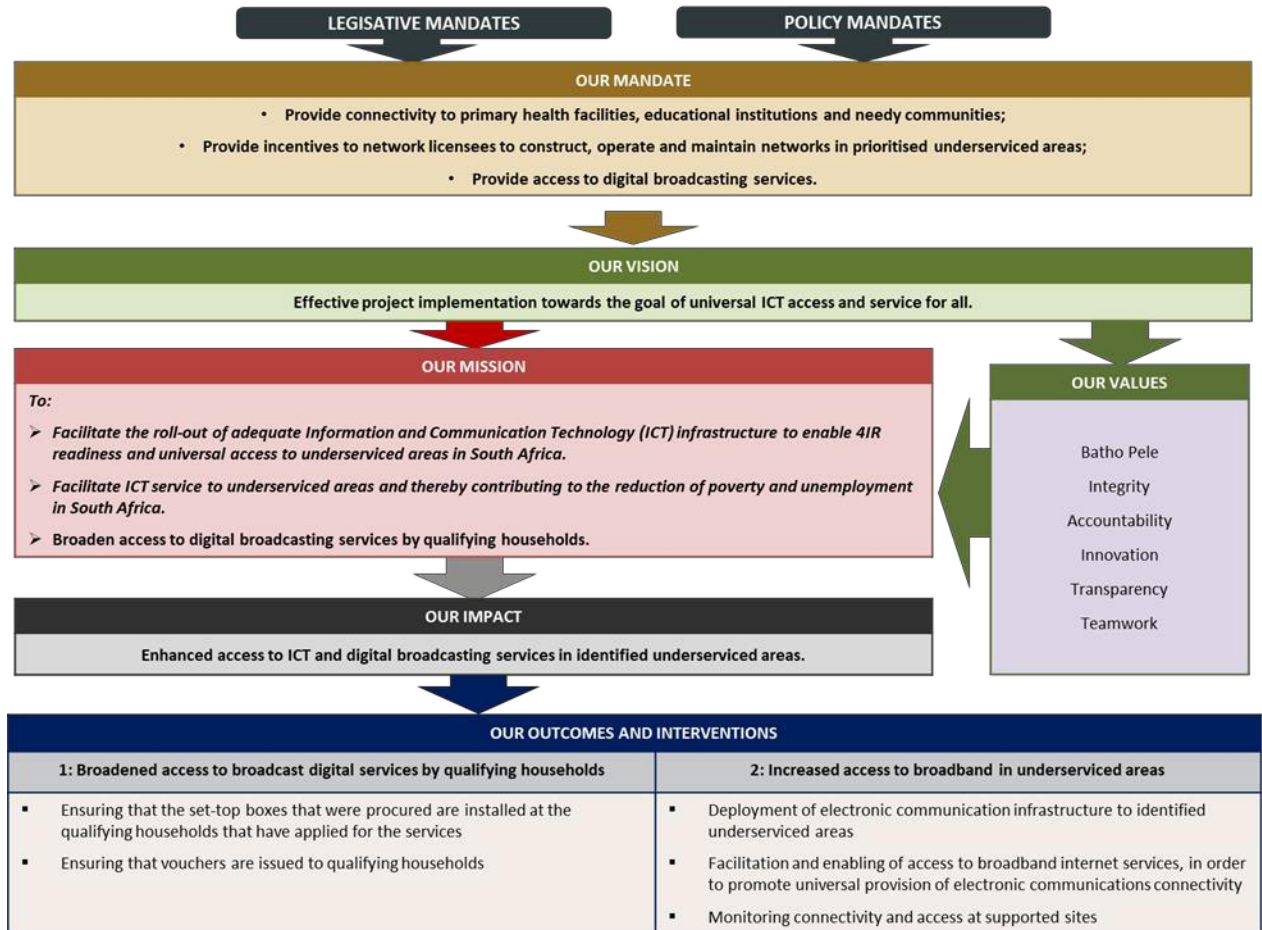 LEGISATIVE MANDATES
POLICY MANDATES
OUR MANDATE
• Provide connectivity to primary health facilities, educational institutions and needy communities;
• Provide incentives to network licensees to construct, operate and maintain networks in prioritised underserviced areas;
• Provide access to digital broadcasting services.
OUR VISION
Effective project implementation towards the goal of universal ICT access and service for all.
OUR MISSION
To:
➢ Facilitate the roll-out of adequate Information and Communication Technology (ICT) infrastructure to enable 4IR
readiness and universal access to underserviced areas in South Africa.
➢ Facilitate ICT service to underserviced areas and thereby contributing to the reduction of poverty and unemployment
in South Africa.
➢ Broaden access to digital broadcasting services by qualifying households.
OUR VALUES
Batho Pele
Integrity
Accountability
Innovation
Transparency
Teamwork
OUR IMPACT
Enhanced access to ICT and digital broadcasting services in identified underserviced areas.
OUR OUTCOMES AND INTERVENTIONS
1: Broadened access to broadcast digital services by qualifying households
▪ Ensuring that the set-top boxes that were procured are installed at the
qualifying households that have applied for the services
▪ Ensuring that vouchers are issued to qualifying households
2: Increased access to broadband in underserviced areas
▪ Deployment of electronic communication infrastructure to identified
underserviced areas
▪ Facilitation and enabling of access to broadband internet services, in order
to promote universal provision of electronic communications connectivity
▪ Monitoring connectivity and access at supported sites